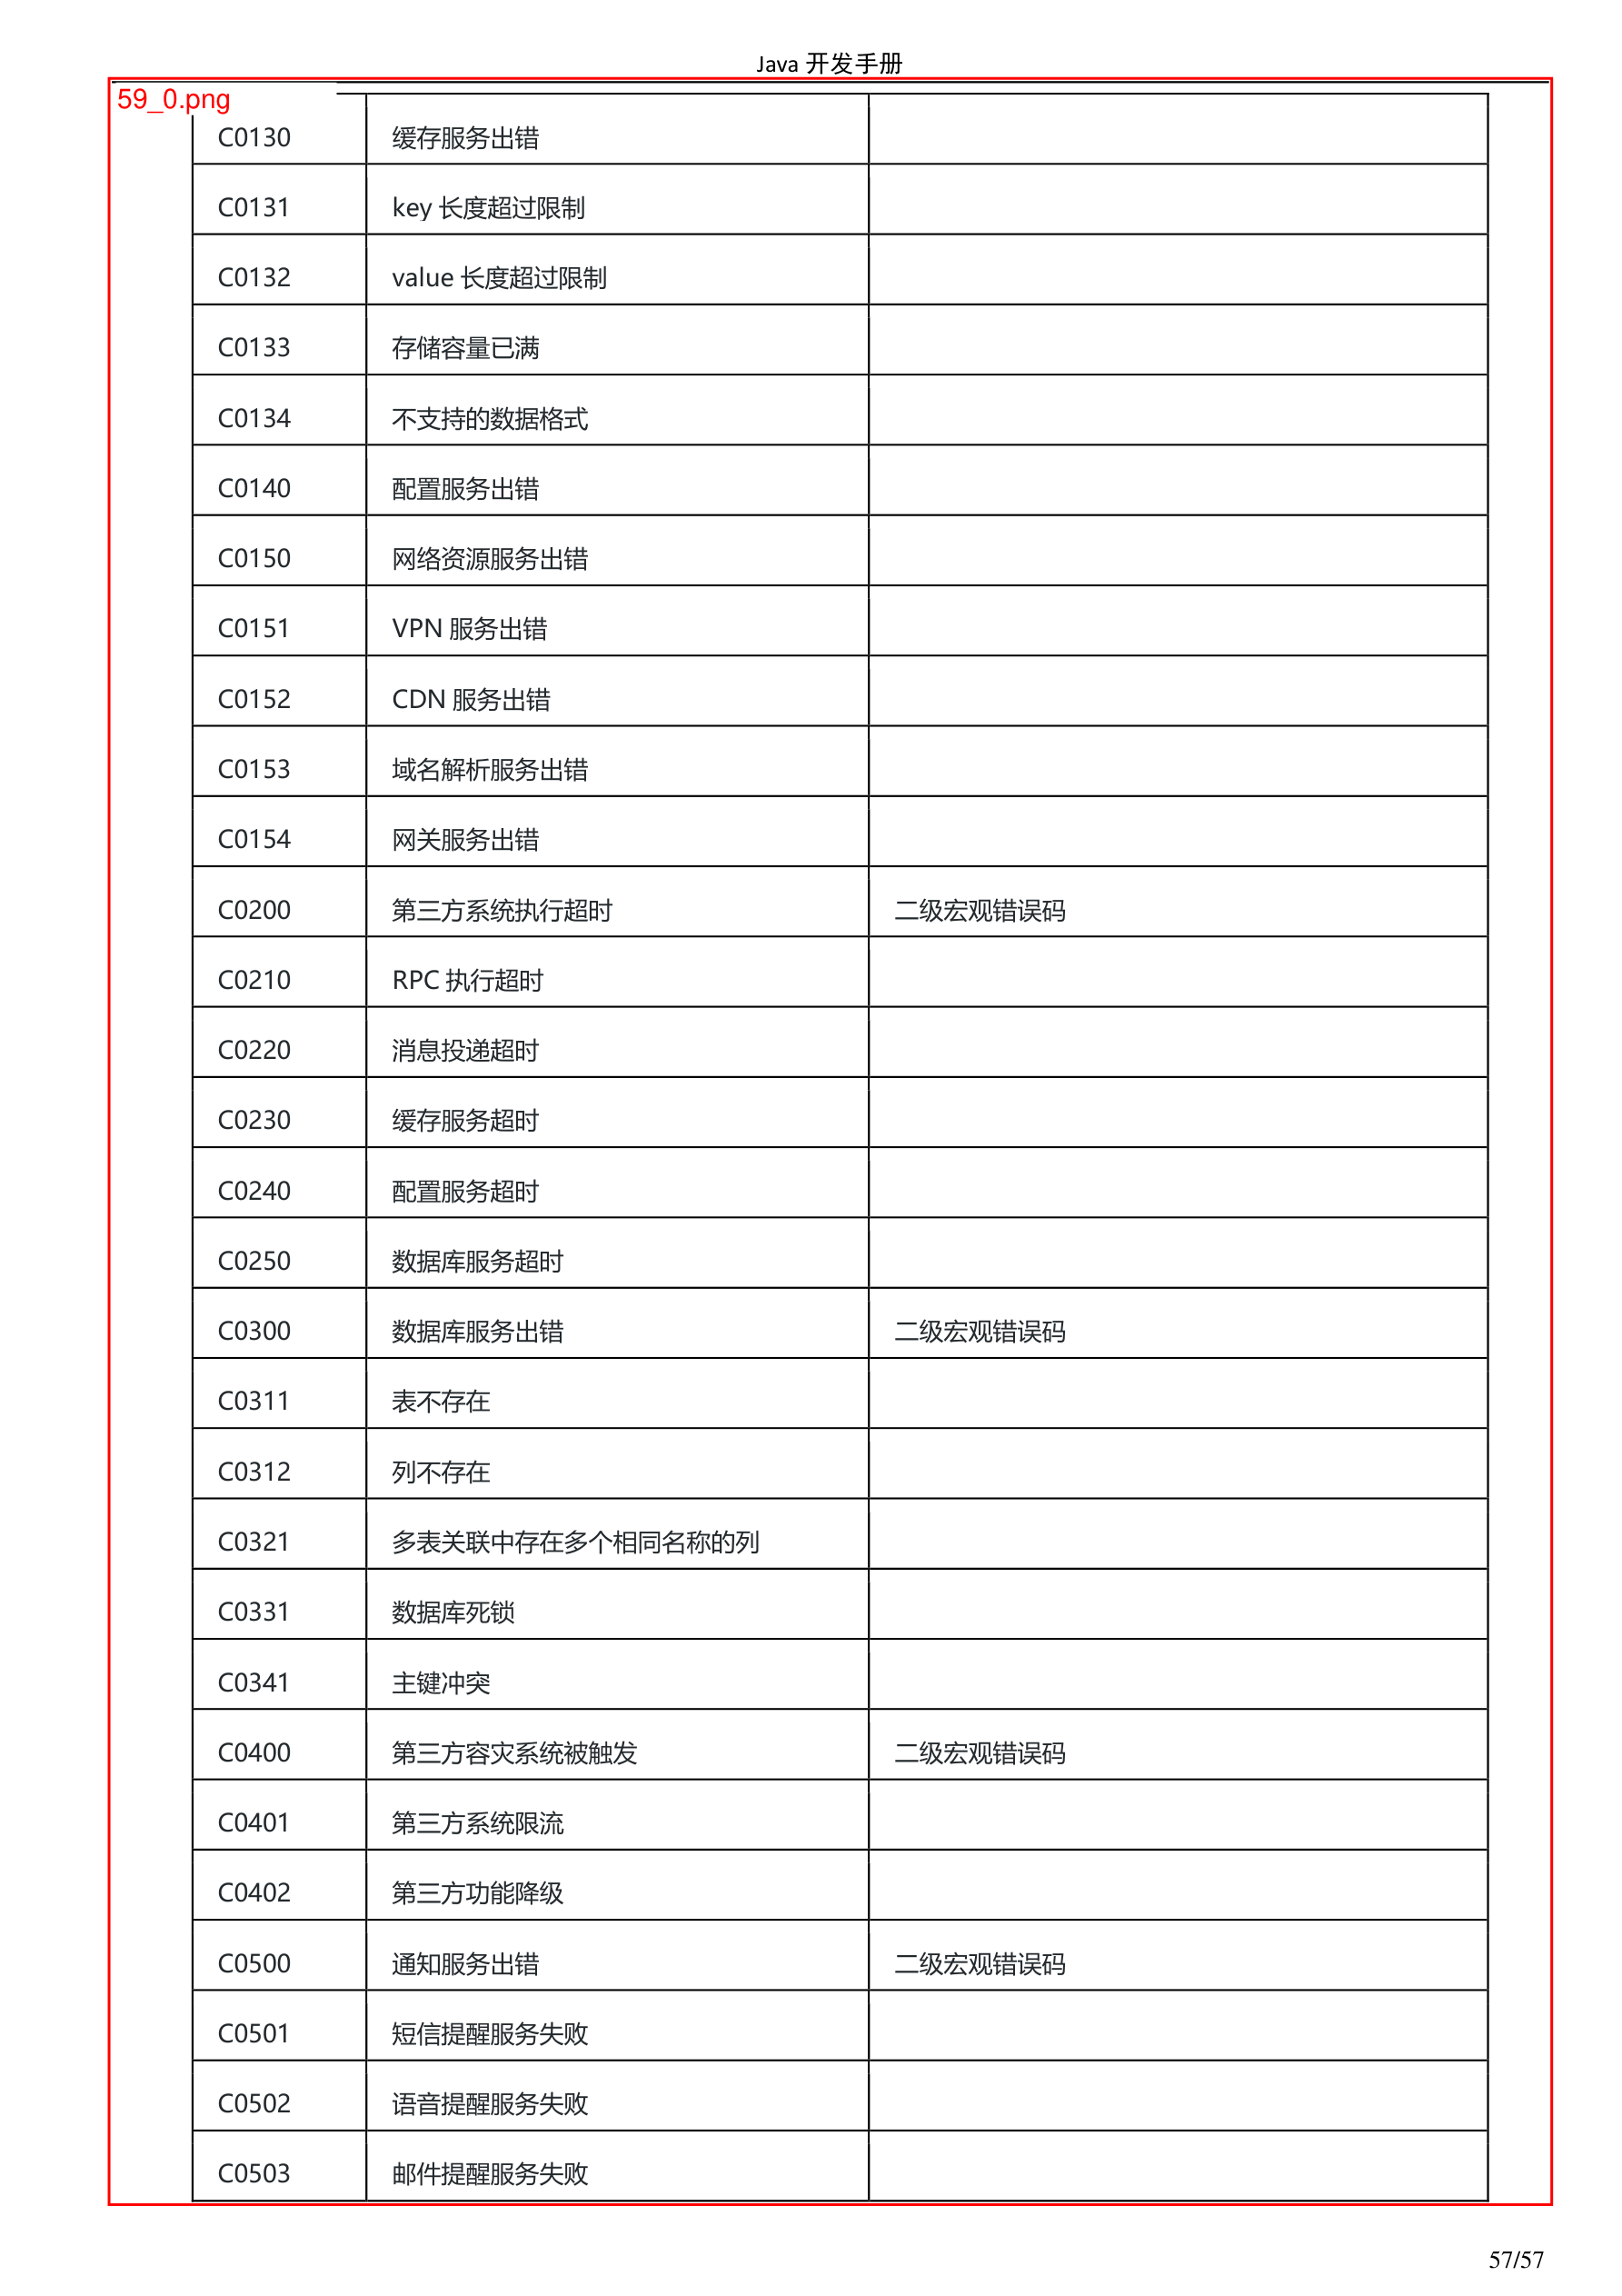 Java 开发手册
59_0.png
C0130 缓存服务出错
C0131 key 长度超过限制
C0132 value 长度超过限制
C0133 存储容量已满
C0134 不支持的数据格式
C0140 配置服务出错
C0150 网络资源服务出错
C0151 VPN 服务出错
C0152 CDN 服务出错
C0153 域名解析服务出错
C0154 网关服务出错
C0200 第三方系统执行超时 二级宏观错误码
C0210 RPC 执行超时
C0220 消息投递超时
C0230 缓存服务超时
C0240 配置服务超时
C0250 数据库服务超时
C0300 数据库服务出错 二级宏观错误码
C0311 表不存在
C0312 列不存在
C0321 多表关联中存在多个相同名称的列
C0331 数据库死锁
C0341 主键冲突
C0400 第三方容灾系统被触发 二级宏观错误码
C0401 第三方系统限流
C0402 第三方功能降级
C0500 通知服务出错 二级宏观错误码
C0501 短信提醒服务失败
C0502 语音提醒服务失败
C0503 邮件提醒服务失败
57/57